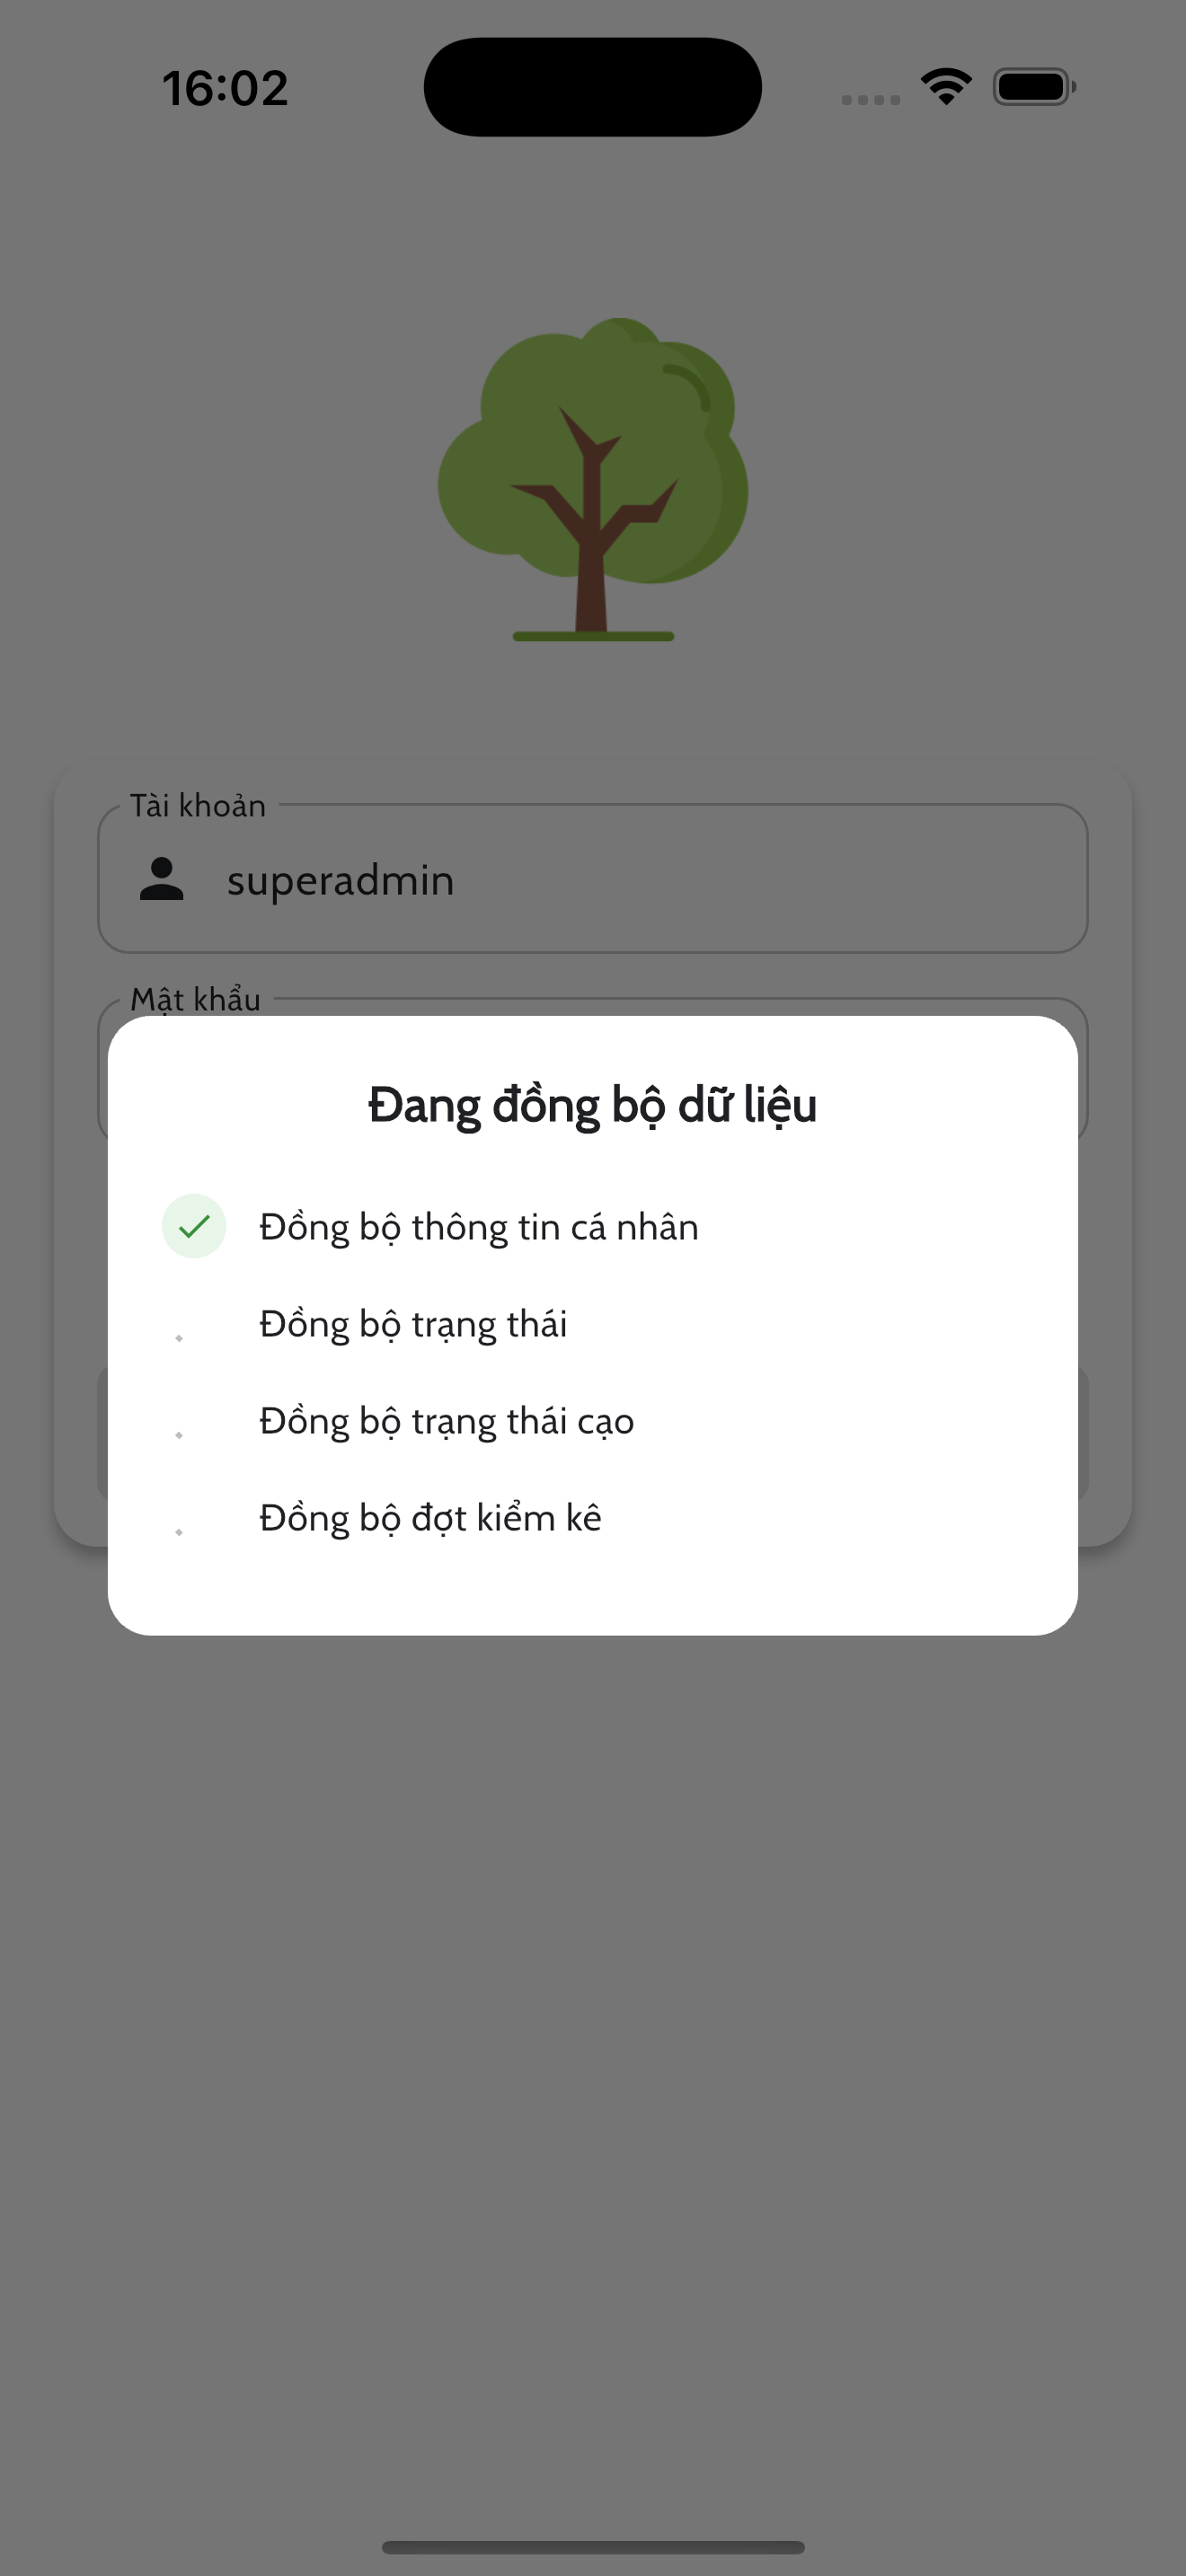 16:02
Tài khoản
superadmin
Mật khẩu
Đang đồng bộ dữ liệu
Đồng bộ thông tin cá nhân
Đồng bộ trạng thái
Đồng bộ trạng thái cạo
Đồng bộ đợt kiểm kê